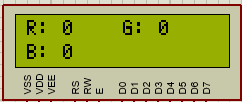 R: 0 G: 0
B: 0
VSS VDD VEE RS RW E D0 D1 D2 D3 D4 D5 D6 D7